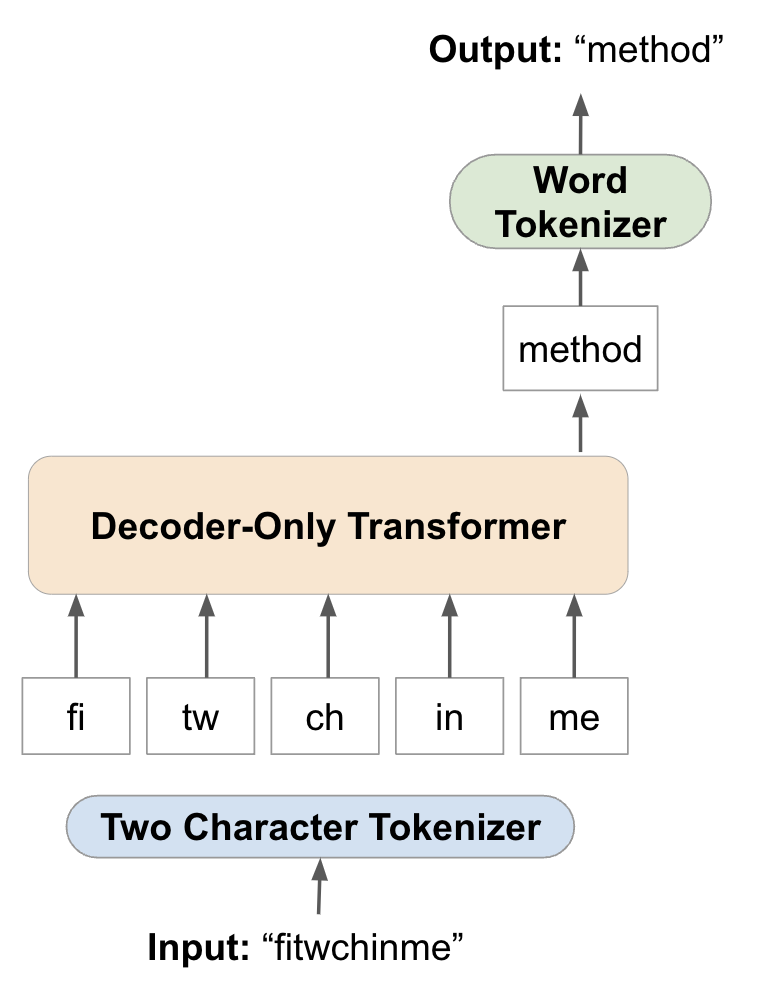 Output: “method”
Word
Tokenizer
method
Decoder-Only Transformer
fi tw ch in me
Two Character Tokenizer
Input: “fitwchinme”